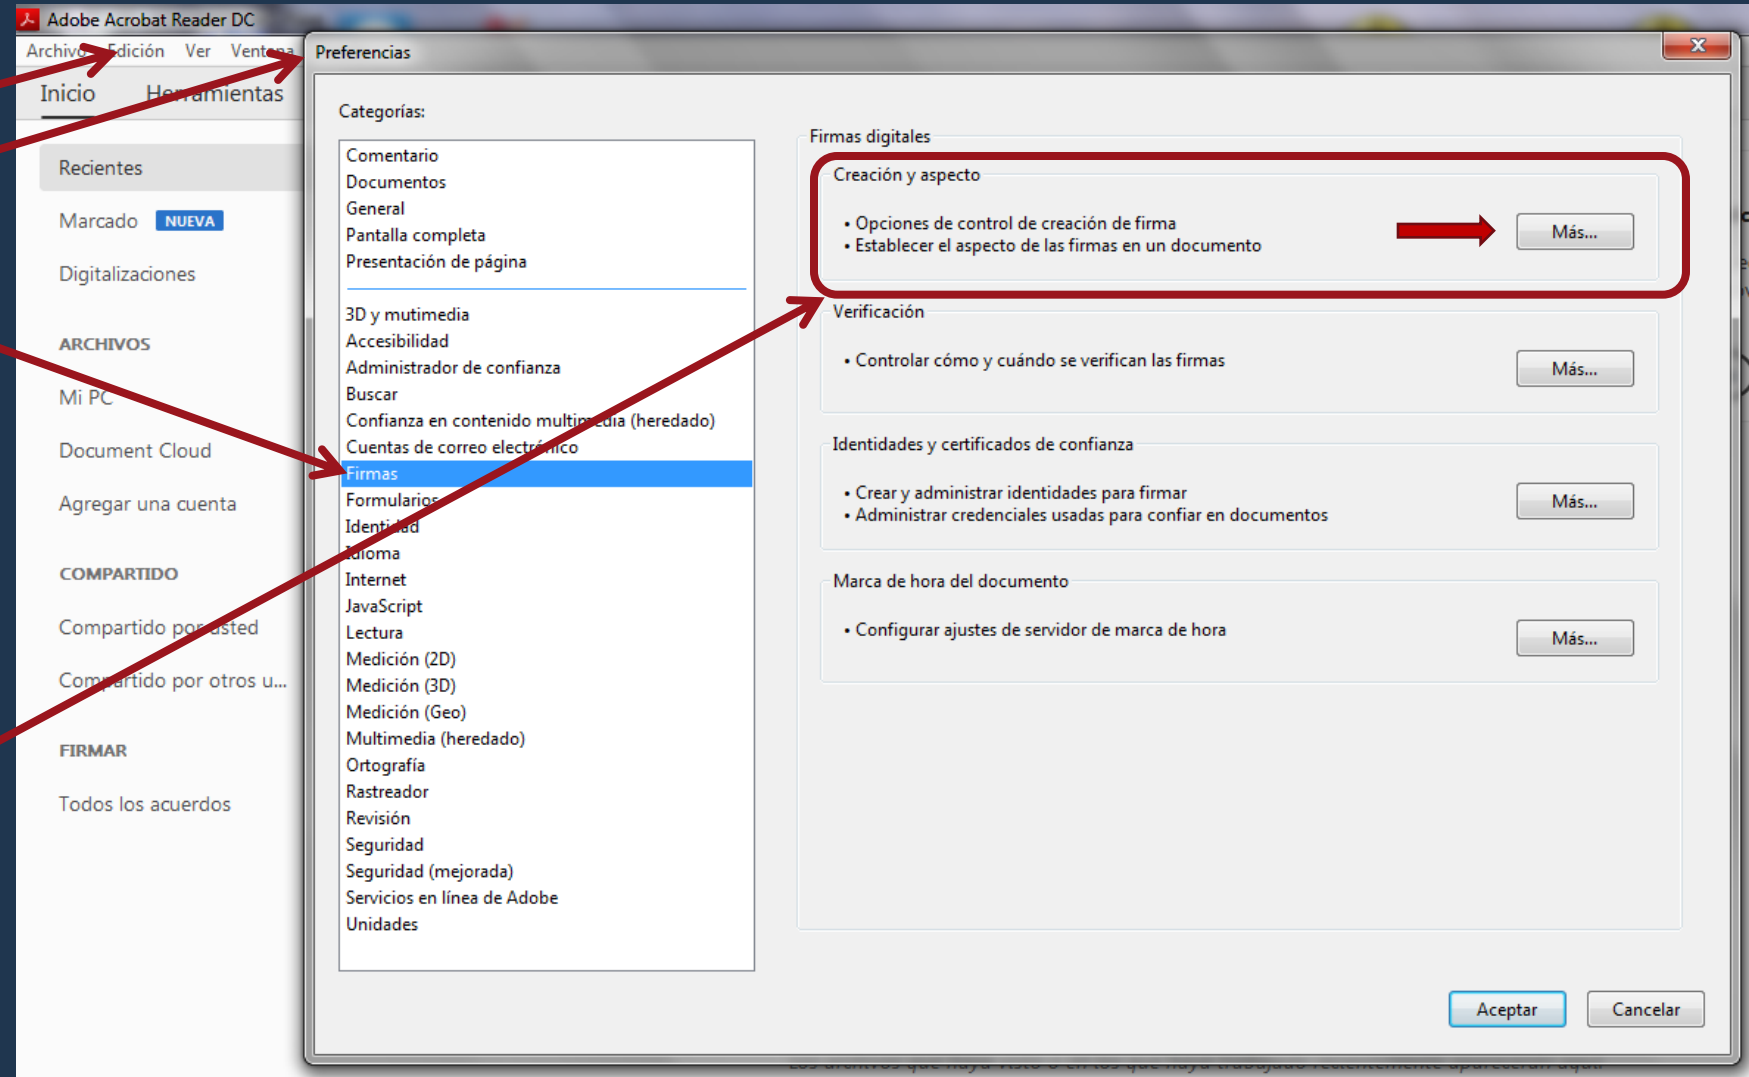 Adobe Acrobat Reader DC
Archivo Edición Ver Ventana
Inicio Herramientas
Recientes
Marcado NUEVA
Digitalizaciones
ARCHIVOS
Mi PC
Document Cloud
Agregar una cuenta
COMPARTIDO
Compartido por usted
Compartido por otros u...
FIRMAR
Todos los acuerdos
Preferencias
Categorías:
Comentario
Documentos
General
Pantalla completa
Presentación de página
3D y mutimedia
Accesibilidad
Administrador de confianza
Buscar
Confianza en contenido multimedia (heredado)
Cuentas de correo electrónico
Firmas
Formularios
Identidad
Idioma
Internet
JavaScript
Lectura
Medición (2D)
Medición (3D)
Medición (Geo)
Multimedia (heredado)
Ortografía
Rastreador
Revisión
Seguridad
Seguridad (mejorada)
Servicios en línea de Adobe
Unidades
Firmas digitales
Creación y aspecto
• Opciones de control de creación de firma
• Establecer el aspecto de las firmas en un documento
Más...
Verificación
• Controlar cómo y cuándo se verifican las firmas
Más...
Identidades y certificados de confianza
• Crear y administrar identidades para firmar
• Administrar credenciales usadas para confiar en documentos
Más...
Marca de hora del documento
• Configurar ajustes de servidor de marca de hora
Más...
Aceptar Cancelar